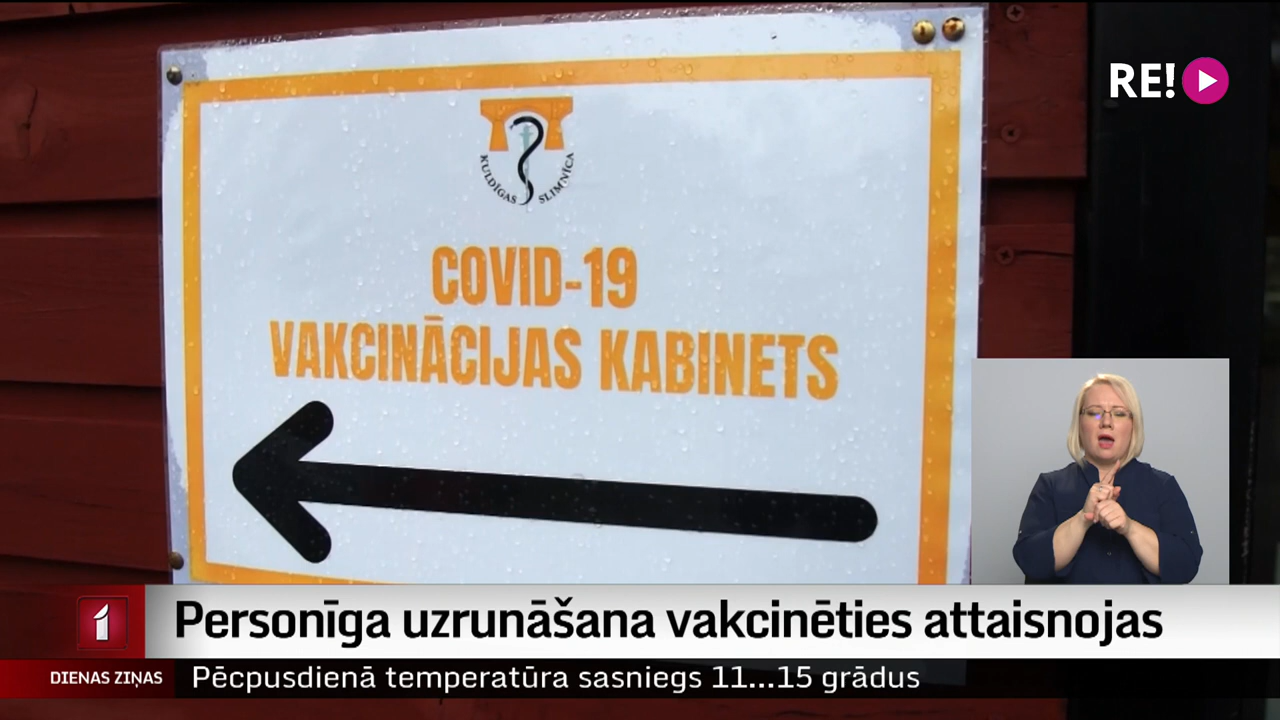 RE!
KULDĪGAS SLIMNĪCA
COVID-19
VAKCINĀCIJAS KABINETS
1 Personīga uzrunāšana vakcinēties attaisnojas
DIENAS ZIŅAS Pēcpusdienā temperatūra sasniegs 11...15 grādus